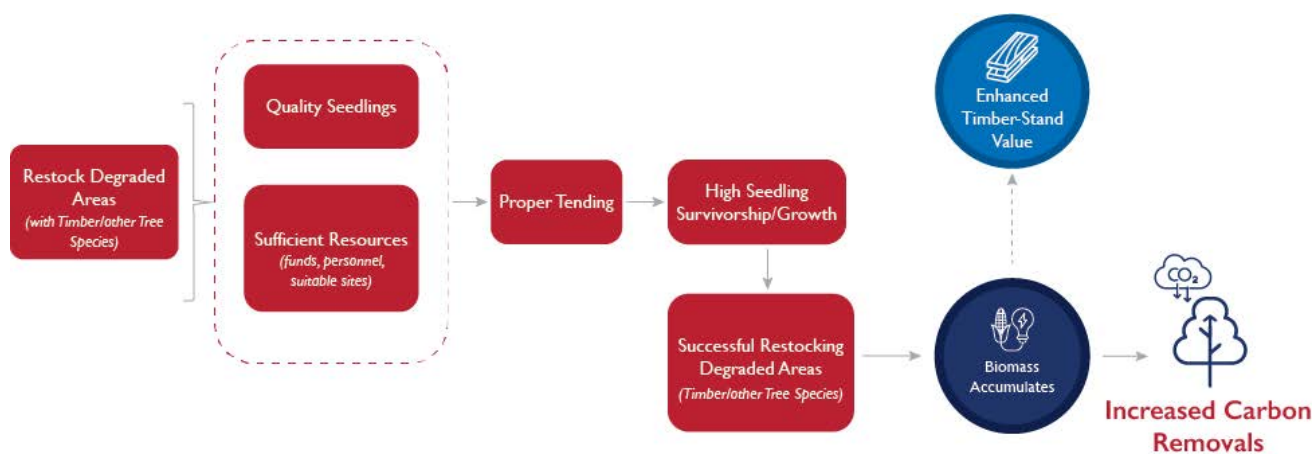 Restock Degraded
Areas
(with Timber/other Tree
Species)
Quality Seedlings
Sufficient Resources
(funds, personnel,
suitable sites)
Proper Tending
High Seedling
Survivorship/Growth
Successful Restocking
Degraded Areas
(Timber/other Tree Species)
Enhanced
Timber-Stand
Value
Biomass
Accumulates
CO₂
Increased Carbon
Removals